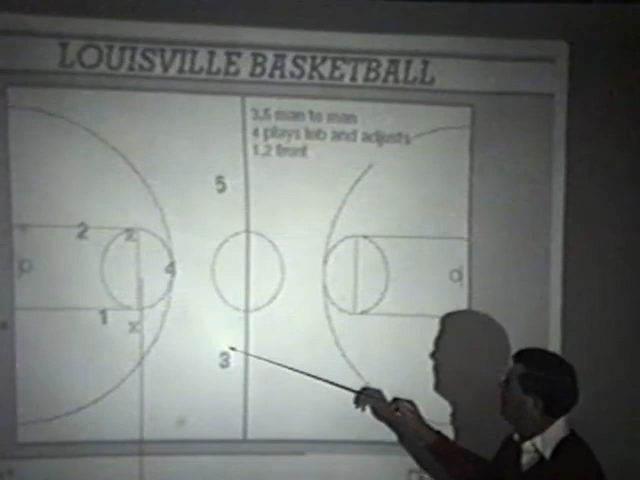 LOUISVILLE BASKETBALL
3,5 man to man
4 plays lob and adjusts
1,2 front
5
2
4
1
x
3